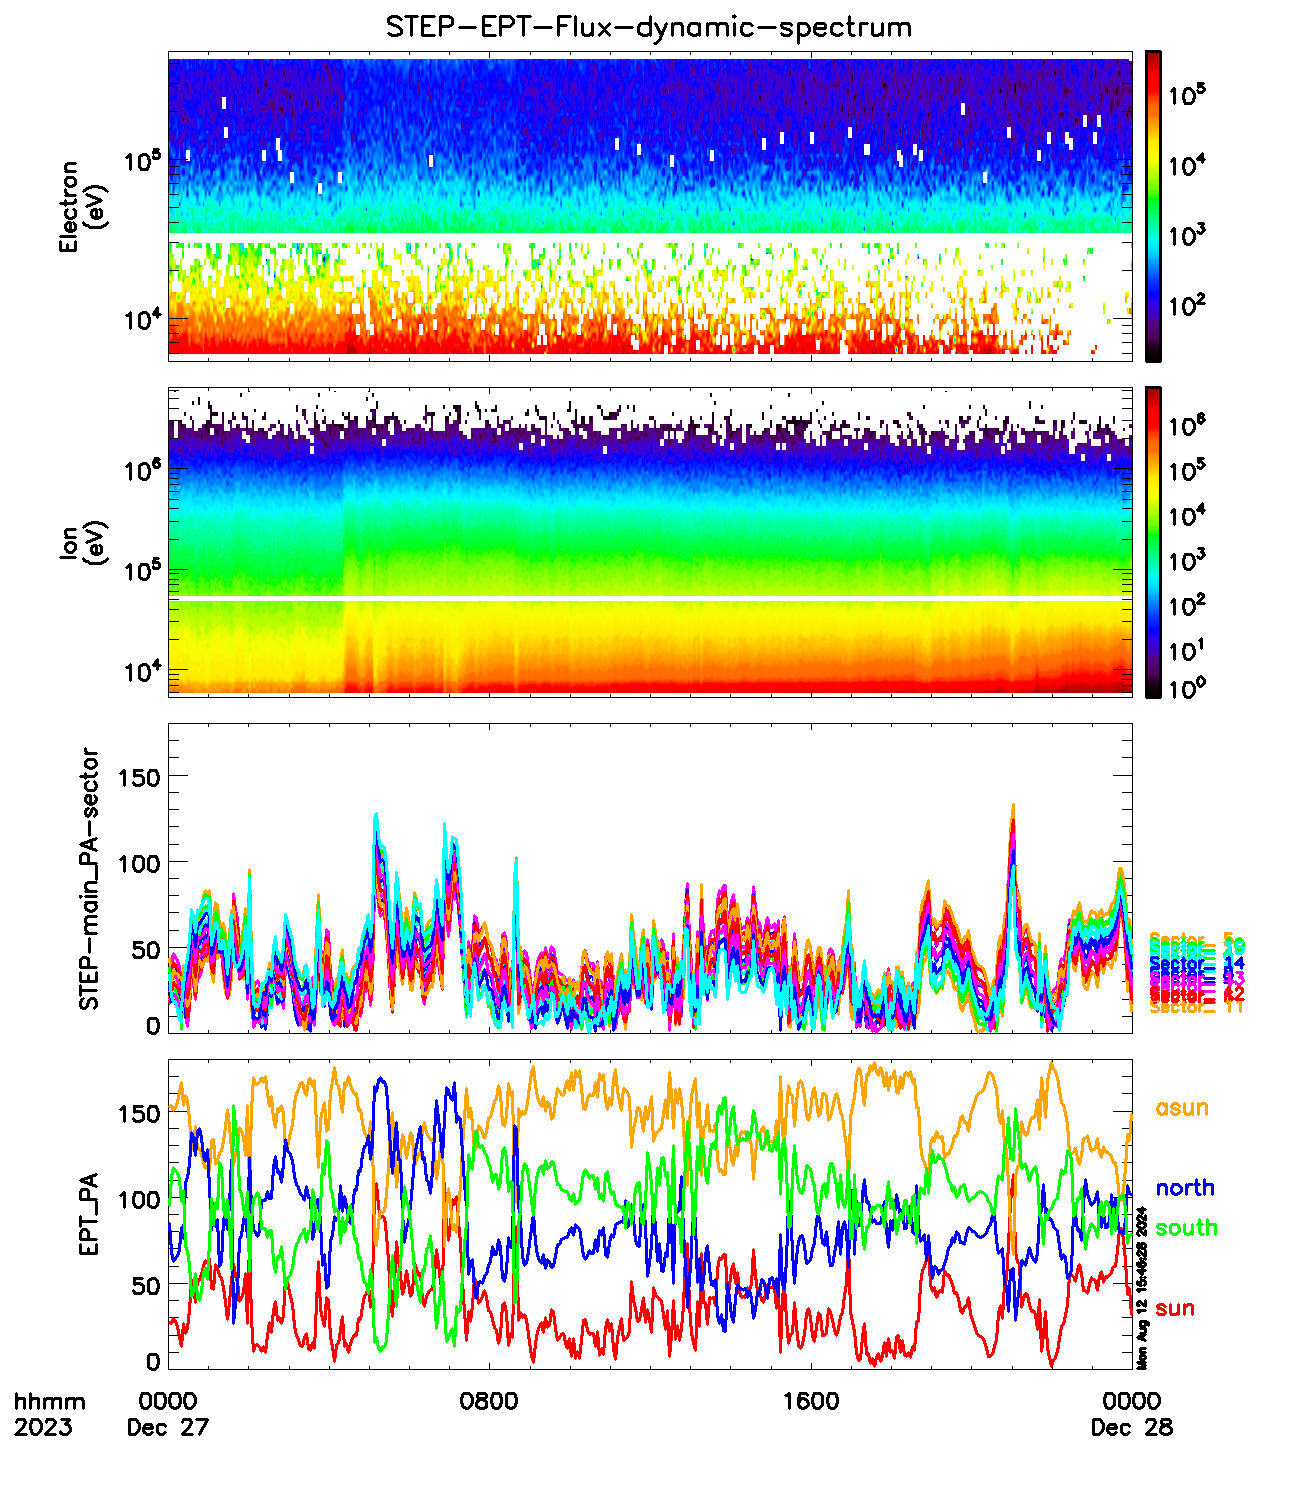 STEP-EPT-Flux-dynamic-spectrum
Electron
(eV)
10^5
10^4
10^5
10^4
10^3
10^2
Ion
(eV)
10^6
10^5
10^4
10^6
10^5
10^4
10^3
10^2
10^1
10^0
STEP-main_PA-sector
150
100
50
0
Sector_ 11
EPT_PA
150
100
50
0
asun
north
south
sun
Mon Aug 12 15:46:26 2024
hhmm
2023
0000
0800
1600
0000
Dec 27
Dec 28